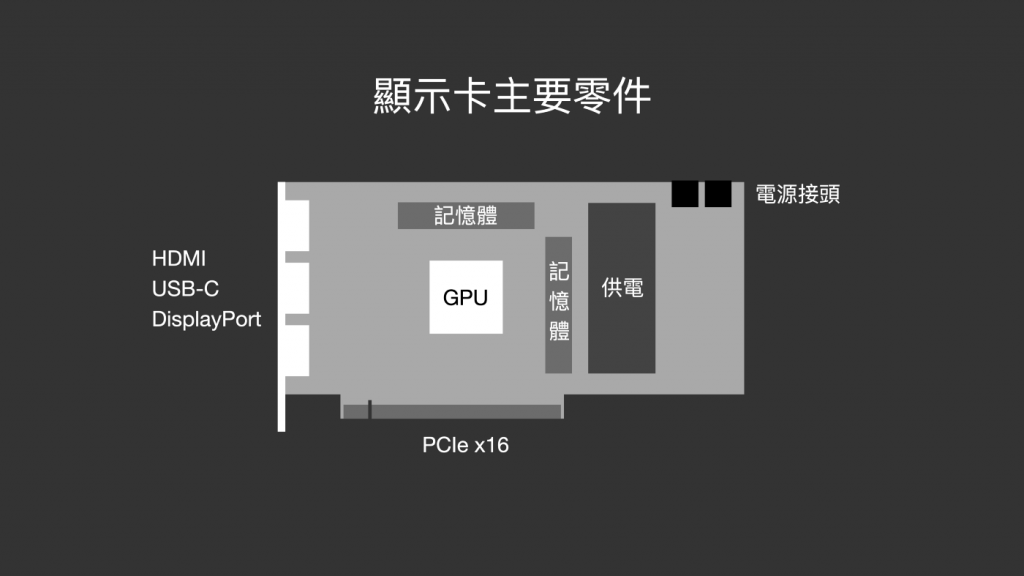 顯示卡主要零件
電源接頭
記憶體
HDMI
USB-C
DisplayPort
GPU
記憶體
供電
PCIe x16